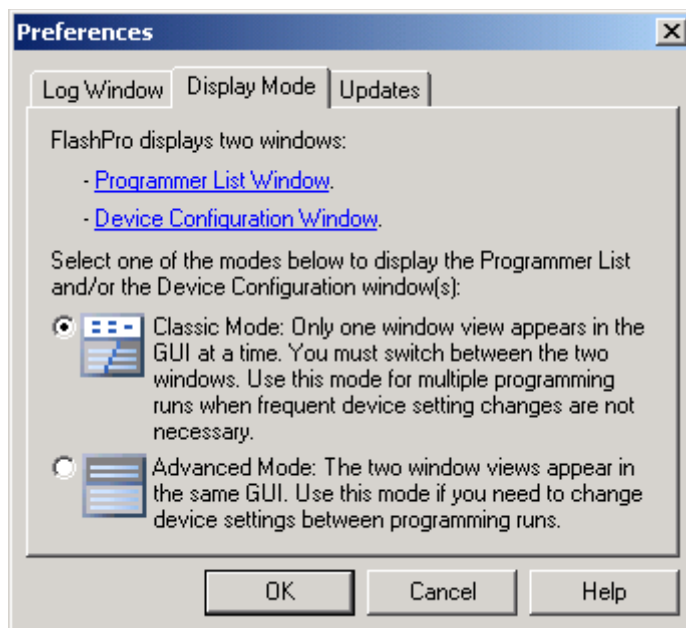 Preferences
Log Window Display Mode Updates
FlashPro displays two windows:
- Programmer List Window.
- Device Configuration Window.
Select one of the modes below to display the Programmer List
and/or the Device Configuration window(s):
Classic Mode: Only one window view appears in the
GUI at a time. You must switch between the two
windows. Use this mode for multiple programming
runs when frequent device setting changes are not
necessary.
Advanced Mode: The two window views appear in
the same GUI. Use this mode if you need to change
device settings between programming runs.
OK Cancel Help